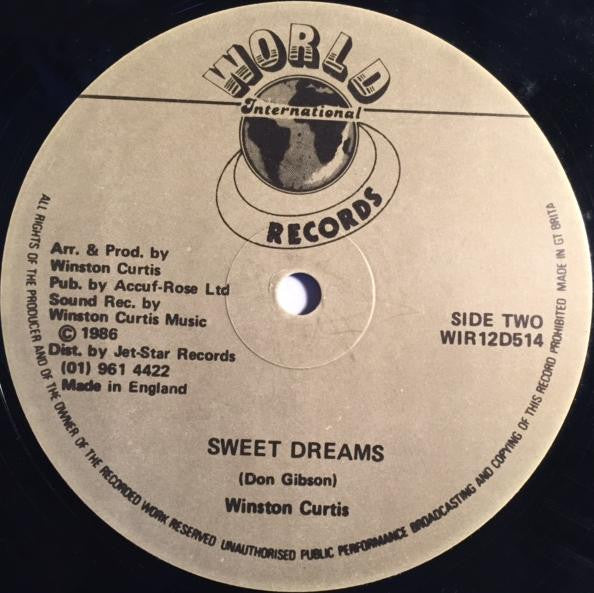 WORLD
International
RECORDS
Arr. & Prod. by
Winston Curtis
Pub. by Accuf-Rose Ltd
Sound Rec. by
Winston Curtis Music
© 1986
Dist. by Jet-Star Records
(01) 961 4422
Made in England
SIDE TWO
WIR12D514
SWEET DREAMS
(Don Gibson)
Winston Curtis
ALL RIGHTS OF THE PRODUCER AND OF THE OWNER OF THE RECORDED WORK RESERVED UNAUTHORISED PUBLIC PERFORMANCE BROADCASTING AND COPYING OF THIS RECORD PROHIBITED MADE IN GT BRITA